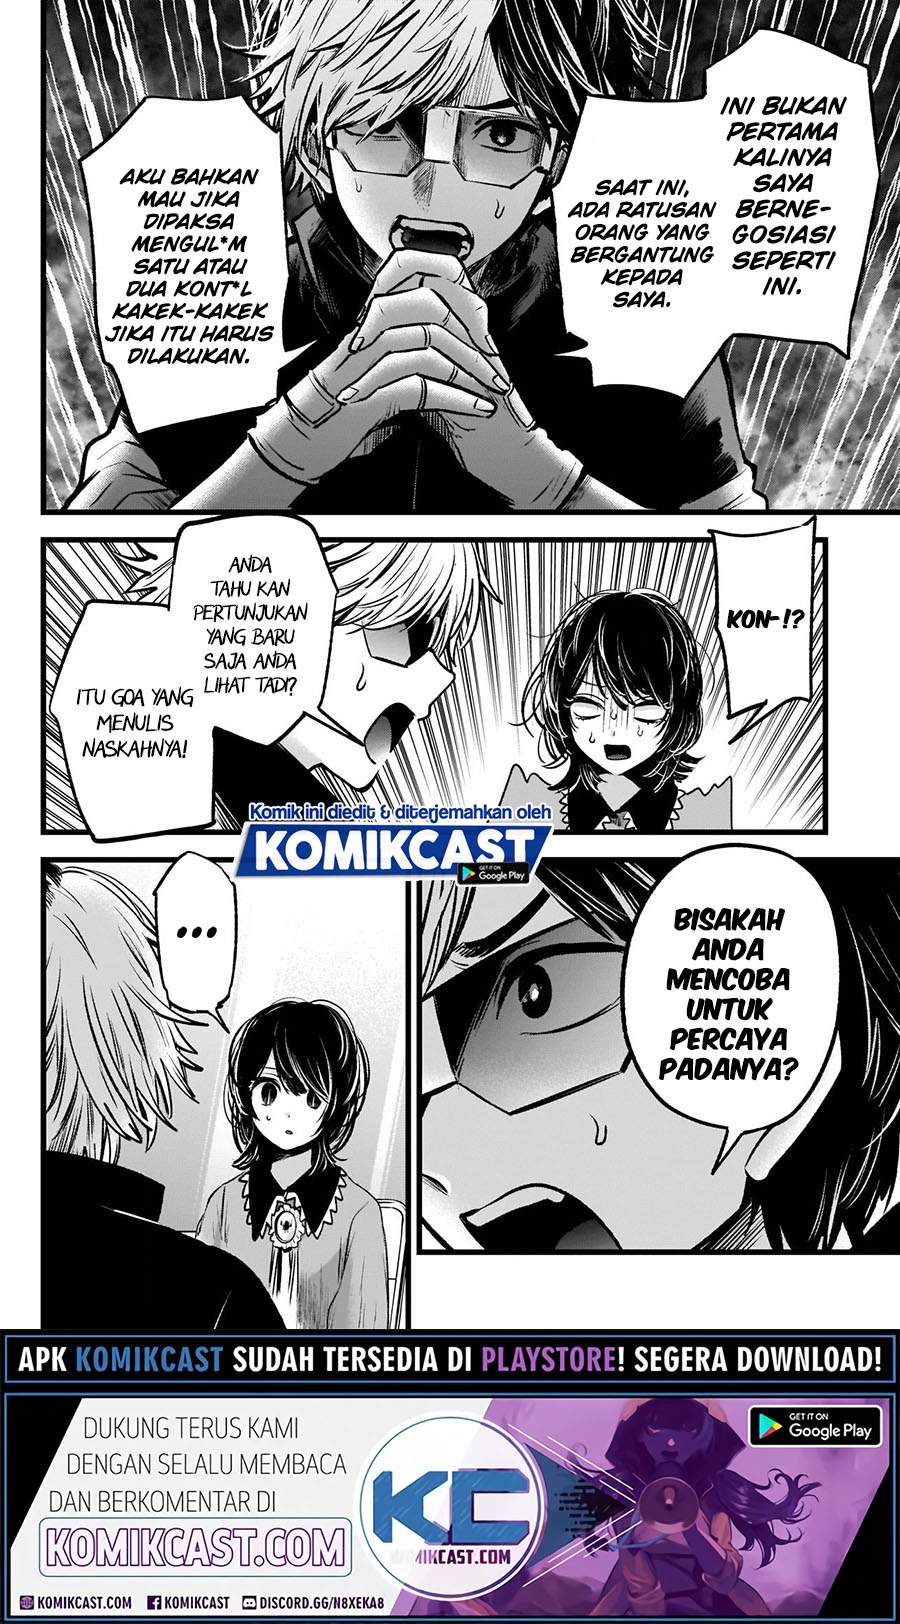 INI BUKAN
PERTAMA
KALINYA
SAYA
BERNE-
GOSIASI
SEPERTI
INI.
SAAT INI,
ADA RATUSAN
ORANG YANG
BERGANTUNG
KEPADA
SAYA.
AKU BAHKAN
MAU JIKA
DIPAKSA
MENGUL*M
SATU ATAU
DUA KONT*L
KAKEK-KAKEK
JIKA ITU HARUS
DILAKUKAN.
KON-!?
ANDA
TAHU KAN
PERTUNJUKAN
YANG BARU
SAJA ANDA
LIHAT TADI?
ITU GOA YANG
MENULIS
NASKAHNYA!
Komik ini diedit & diterjemahkan oleh
KOMIKCAST
GET IT ON
Google Play
BISAKAH
ANDA
MENCOBA
UNTUK
PERCAYA
PADANYA?
...
APK KOMIKCAST SUDAH TERSEDIA DI PLAYSTORE! SEGERA DOWNLOAD!
DUKUNG TERUS KAMI
DENGAN SELALU MEMBACA
DAN BERKOMENTAR DI
KOMIKCAST.COM
KC
KOMIKCAST.COM
GET IT ON
Google Play
KOMIKCAST.COM KOMIKCAST DISCORD.GG/N8XEKA8